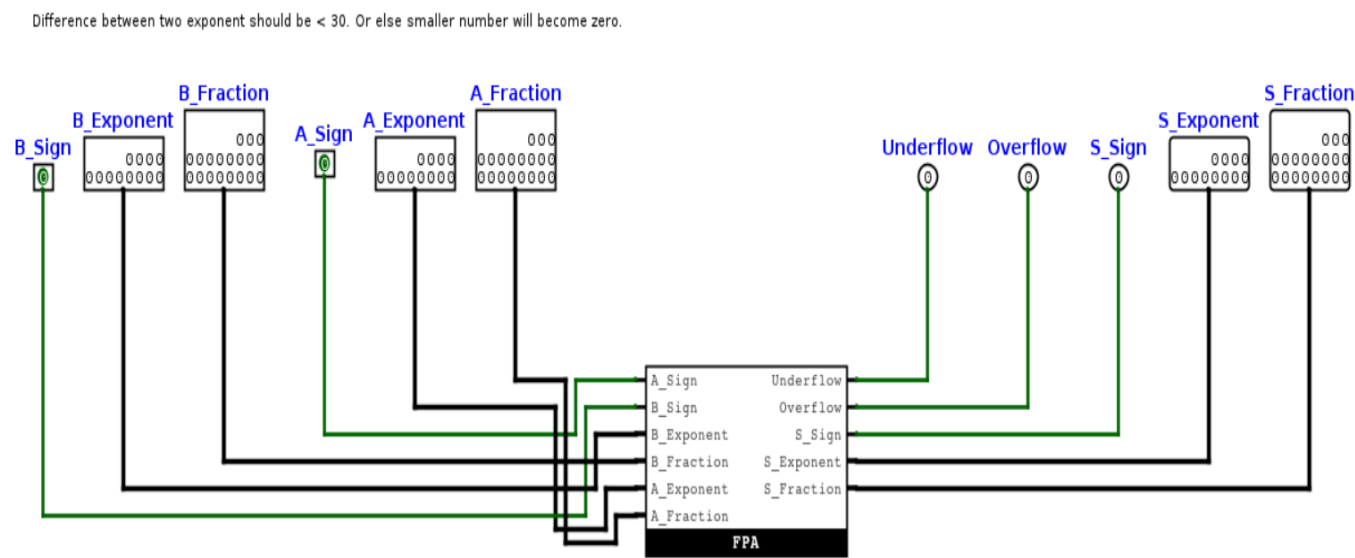 Difference between two exponent should be < 30. Or else smaller number will become zero.
B_Sign
0
B_Exponent
0000
00000000
B_Fraction
000
00000000
00000000
A_Sign
0
A_Exponent
0000
00000000
A_Fraction
000
00000000
00000000
Underflow
0
Overflow
0
S_Sign
0
S_Exponent
0000
00000000
S_Fraction
000
00000000
00000000
A_Sign Underflow
B_Sign Overflow
B_Exponent S_Sign
B_Fraction S_Exponent
A_Exponent S_Fraction
A_Fraction
FPA